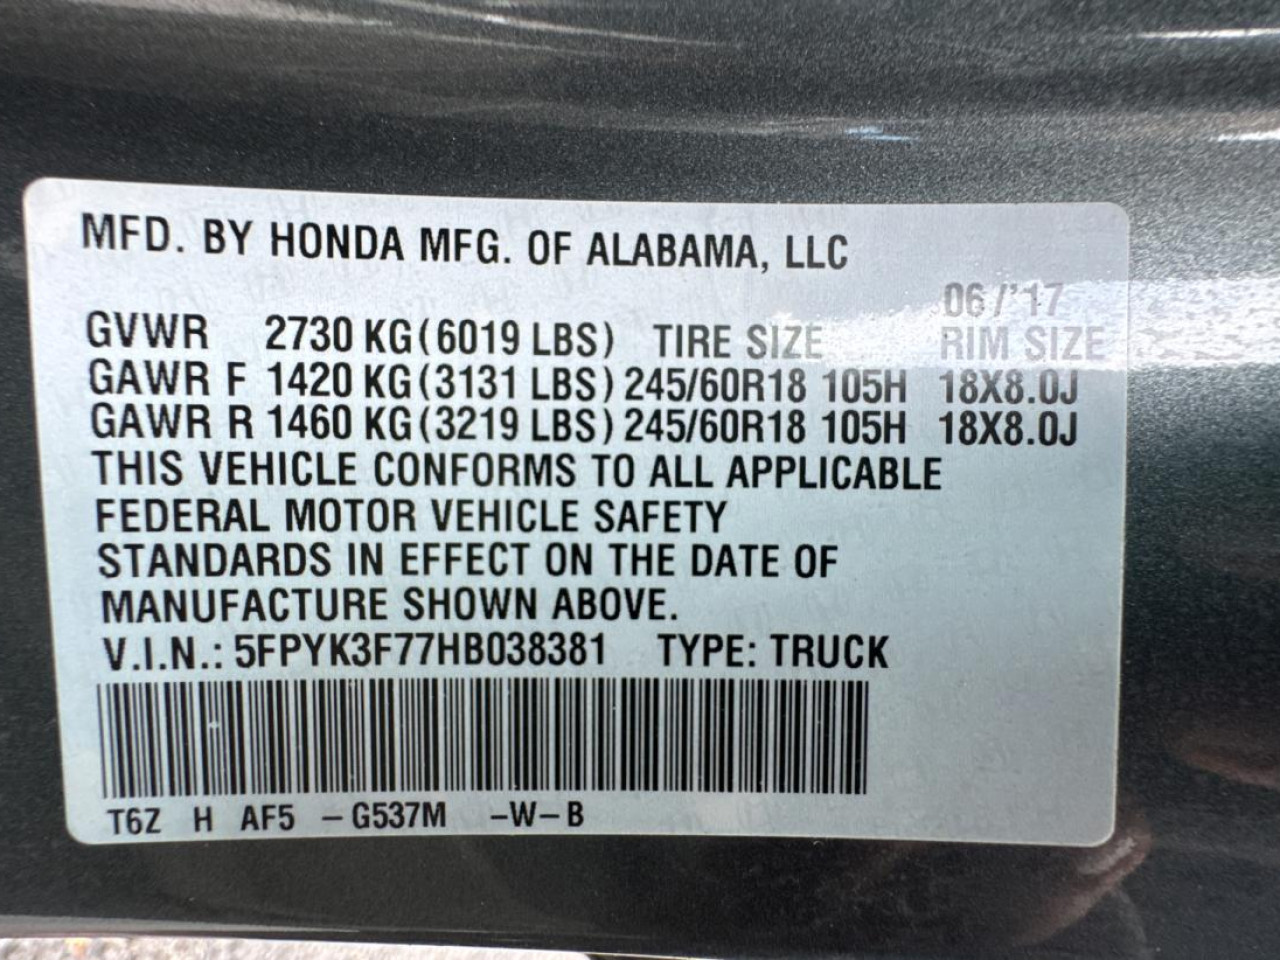 MFD. BY HONDA MFG. OF ALABAMA, LLC
06/'17
GVWR 2730 KG(6019 LBS) TIRE SIZE RIM SIZE
GAWR F 1420 KG(3131 LBS) 245/60R18 105H 18X8.0J
GAWR R 1460 KG(3219 LBS) 245/60R18 105H 18X8.0J
THIS VEHICLE CONFORMS TO ALL APPLICABLE
FEDERAL MOTOR VEHICLE SAFETY
STANDARDS IN EFFECT ON THE DATE OF
MANUFACTURE SHOWN ABOVE.
V.I.N.: 5FPYK3F77HB038381 TYPE: TRUCK
T6Z H AF5 -G537M -W-B